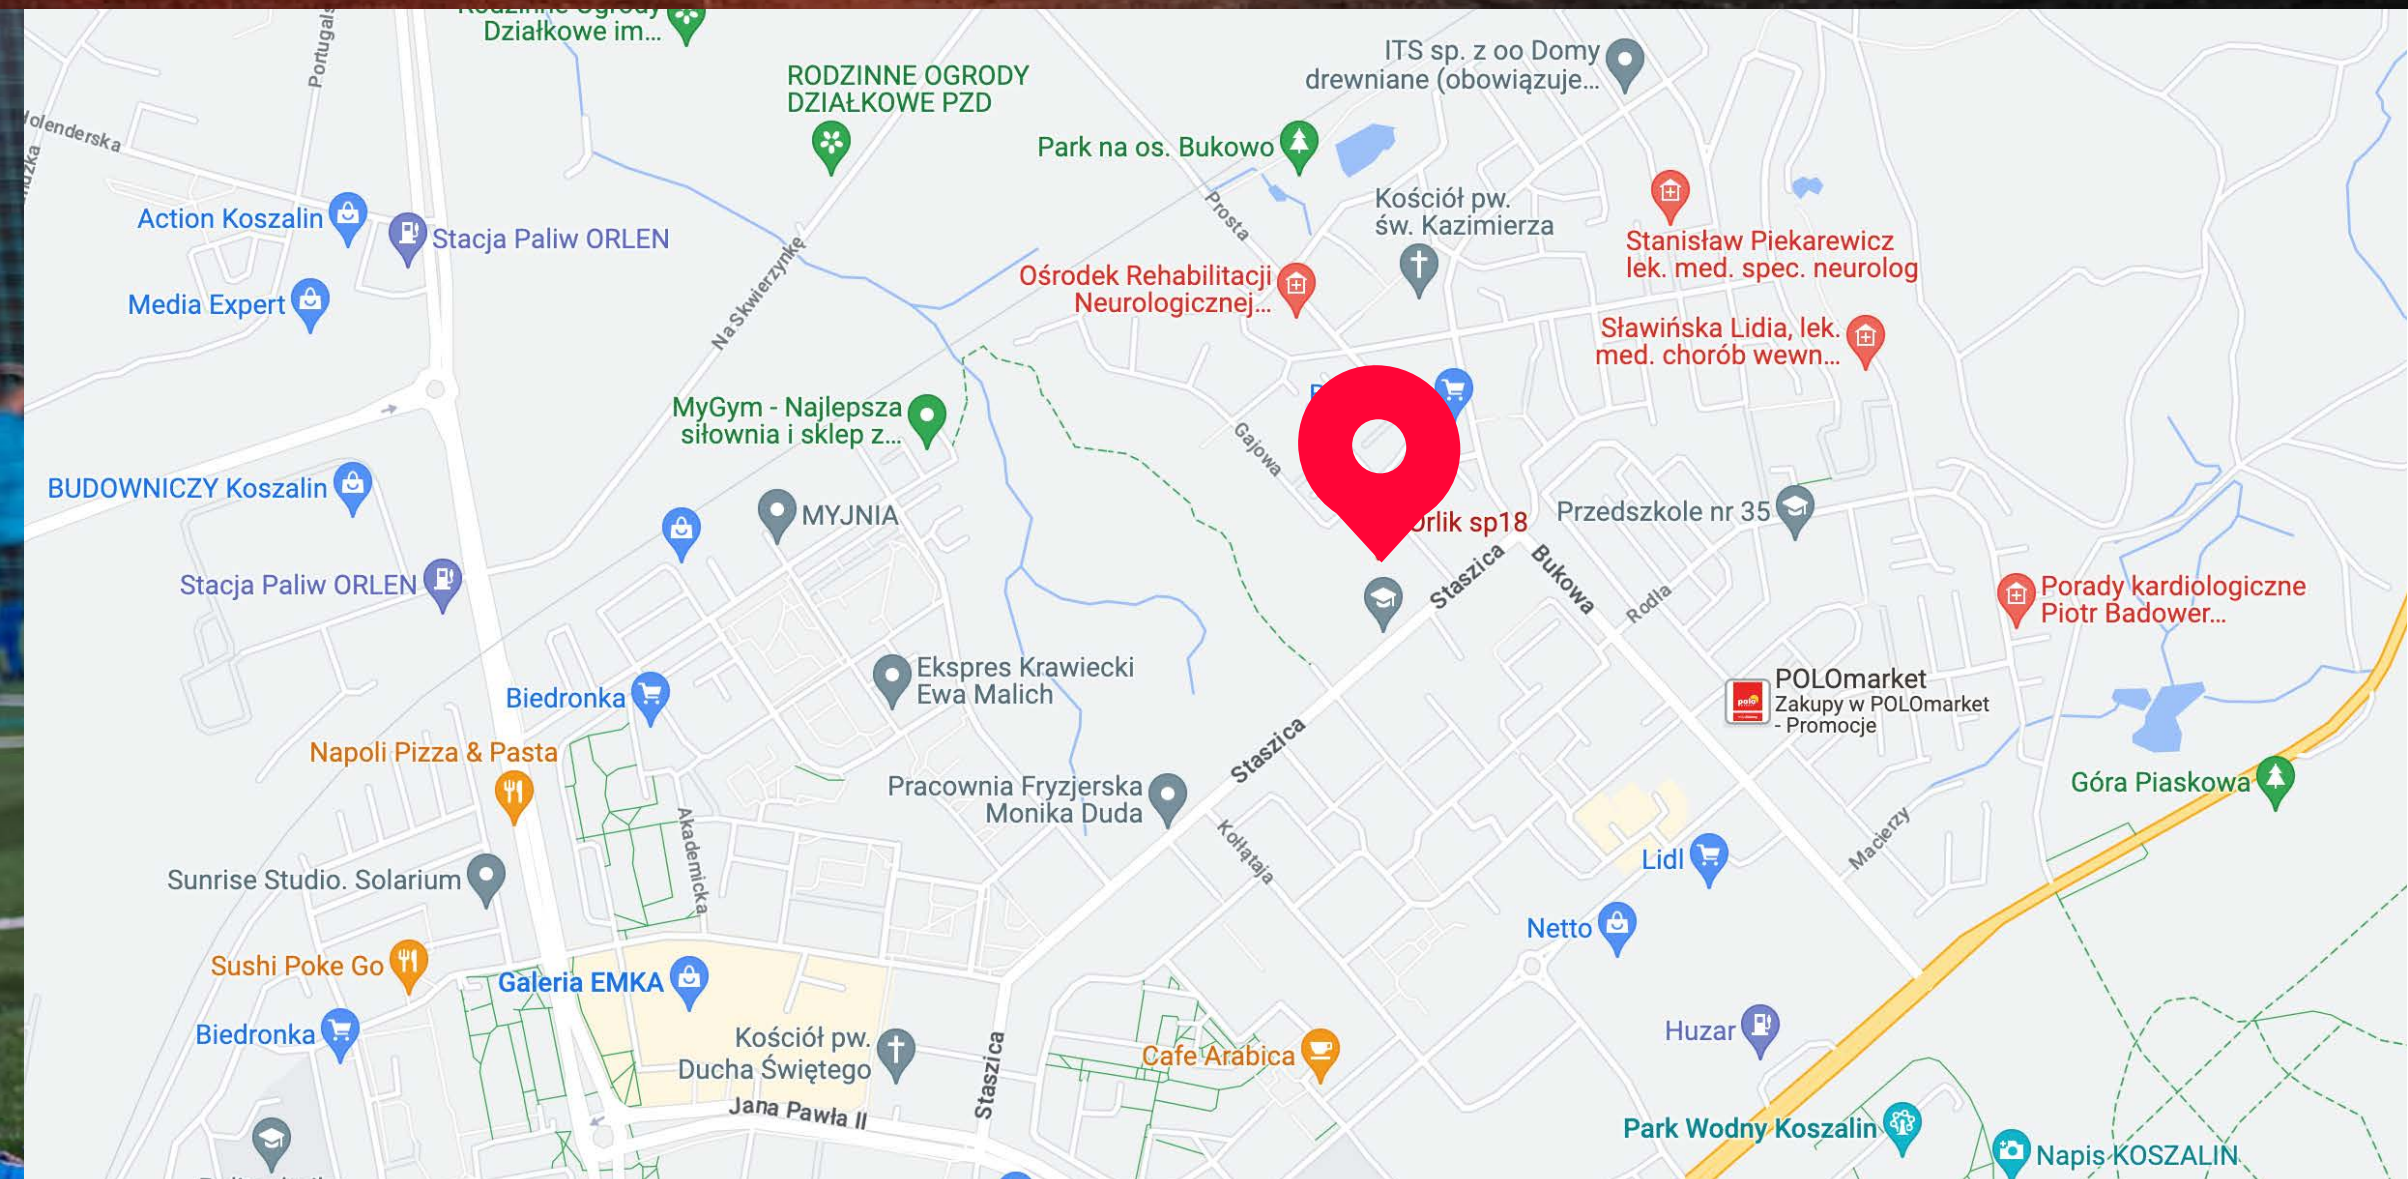 Działkowe im...
Portugals
RODZINNE OGRODY
DZIAŁKOWE PZD
ITS sp. z oo Domy
drewniane (obowiązuje...
Park na os. Bukowo
olenderska
Kościół pw.
św. Kazimierza
Prosta
Action Koszalin
Stacja Paliw ORLEN
Stanisław Piekarewicz
lek. med. spec. neurolog
Na Skwierzynkę
Ośrodek Rehabilitacji
Neurologicznej...
Media Expert
Sławińska Lidia, lek.
med. chorób wewn...
MyGym - Najlepsza
siłownia i sklep z...
Gajowa
BUDOWNICZY Koszalin
MYJNIA
Orlik sp18
Przedszkole nr 35
Staszica
Bukowa
Rodła
Stacja Paliw ORLEN
Porady kardiologiczne
Piotr Badower...
Ekspres Krawiecki
Ewa Malich
Biedronka
POLOmarket
Zakupy w POLOmarket
- Promocje
polo
Napoli Pizza & Pasta
Staszica
Pracownia Fryzjerska
Monika Duda
Góra Piaskowa
Akademicka
Kołłątaja
Macierzy
Lidl
Sunrise Studio. Solarium
Netto
Sushi Poke Go
Galeria EMKA
Biedronka
Kościół pw.
Ducha Świętego
Staszica
Cafe Arabica
Huzar
Jana Pawła II
Park Wodny Koszalin
Napis KOSZALIN